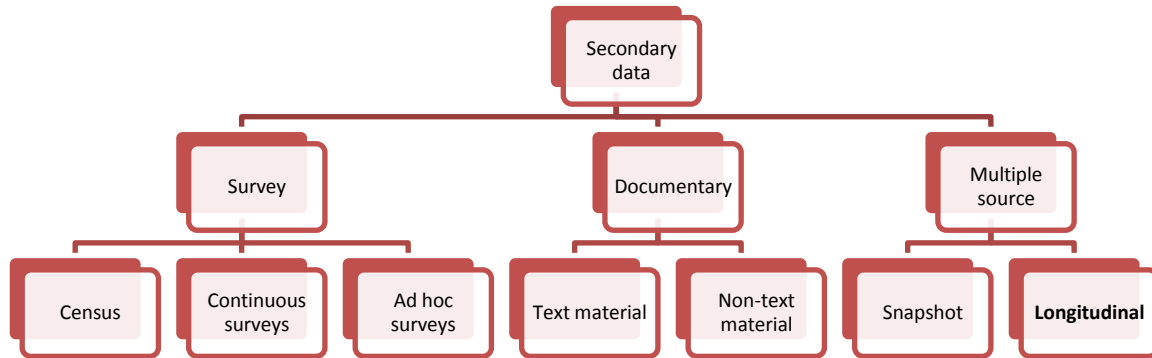 Secondary
data
Survey
Documentary
Multiple
source
Census
Continuous
surveys
Ad hoc
surveys
Text material
Non-text
material
Snapshot
Longitudinal